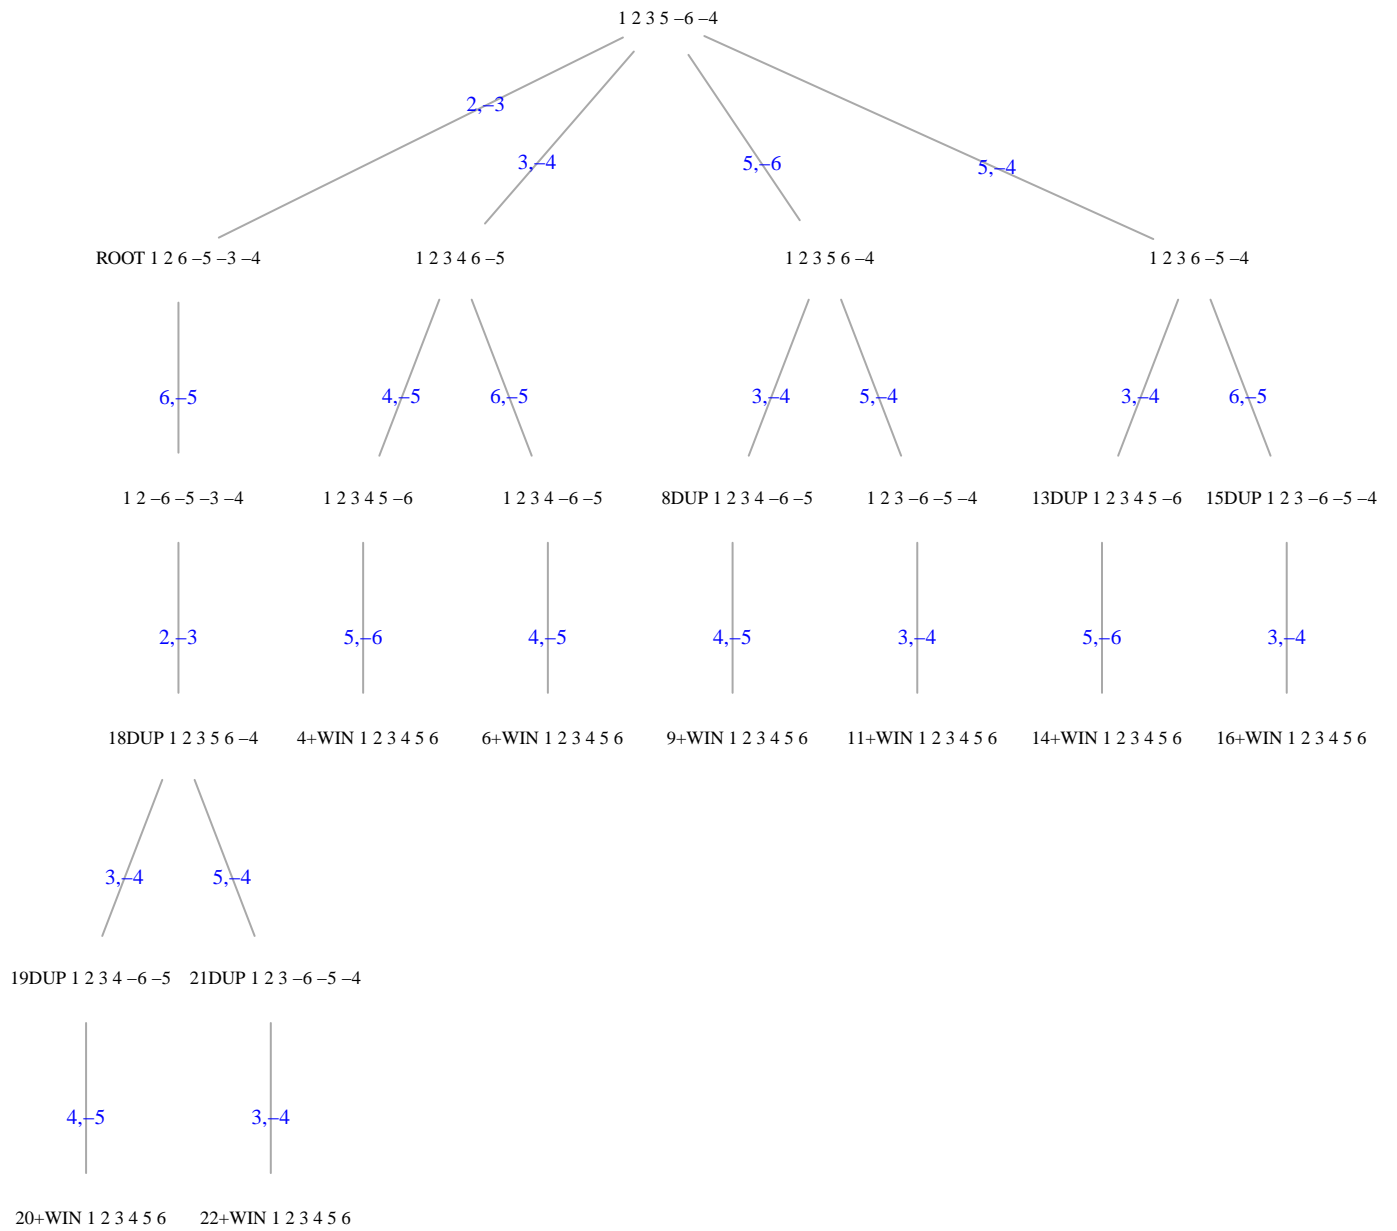 1 2 3 5 –6 –4
2,–3
3,–4
5,–6
5,–4
ROOT 1 2 6 –5 –3 –4
1 2 3 4 6 –5
1 2 3 5 6 –4
1 2 3 6 –5 –4
6,–5
4,–5
6,–5
3,–4
5,–4
3,–4
6,–5
1 2 –6 –5 –3 –4
1 2 3 4 5 –6
1 2 3 4 –6 –5
8DUP 1 2 3 4 –6 –5
1 2 3 –6 –5 –4
13DUP 1 2 3 4 5 –6
15DUP 1 2 3 –6 –5 –4
2,–3
5,–6
4,–5
4,–5
3,–4
5,–6
3,–4
18DUP 1 2 3 5 6 –4
4+WIN 1 2 3 4 5 6
6+WIN 1 2 3 4 5 6
9+WIN 1 2 3 4 5 6
11+WIN 1 2 3 4 5 6
14+WIN 1 2 3 4 5 6
16+WIN 1 2 3 4 5 6
3,–4
5,–4
19DUP 1 2 3 4 –6 –5
21DUP 1 2 3 –6 –5 –4
4,–5
3,–4
20+WIN 1 2 3 4 5 6
22+WIN 1 2 3 4 5 6